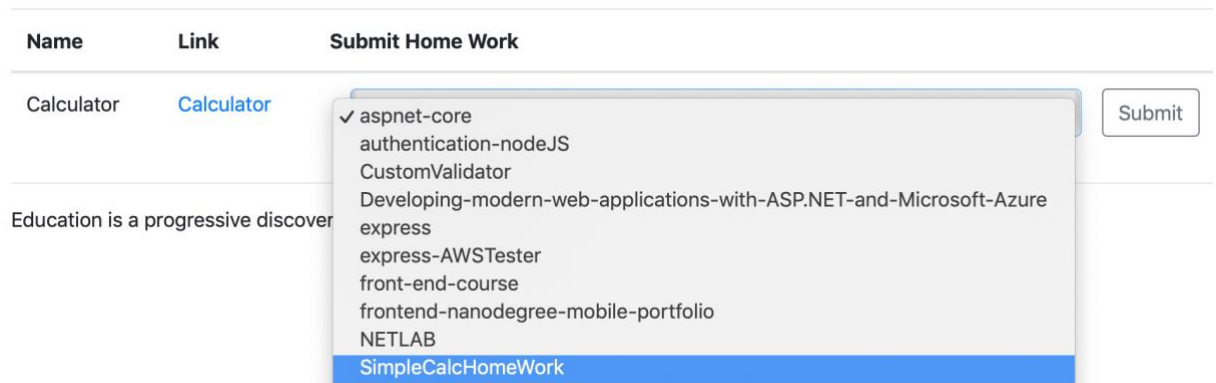 Name Link Submit Home Work
Calculator Calculator Submit
✓ aspnet-core
authentication-nodeJS
CustomValidator
Developing-modern-web-applications-with-ASP.NET-and-Microsoft-Azure
Education is a progressive discover
express
express-AWSTester
front-end-course
frontend-nanodegree-mobile-portfolio
NETLAB
SimpleCalcHomeWork